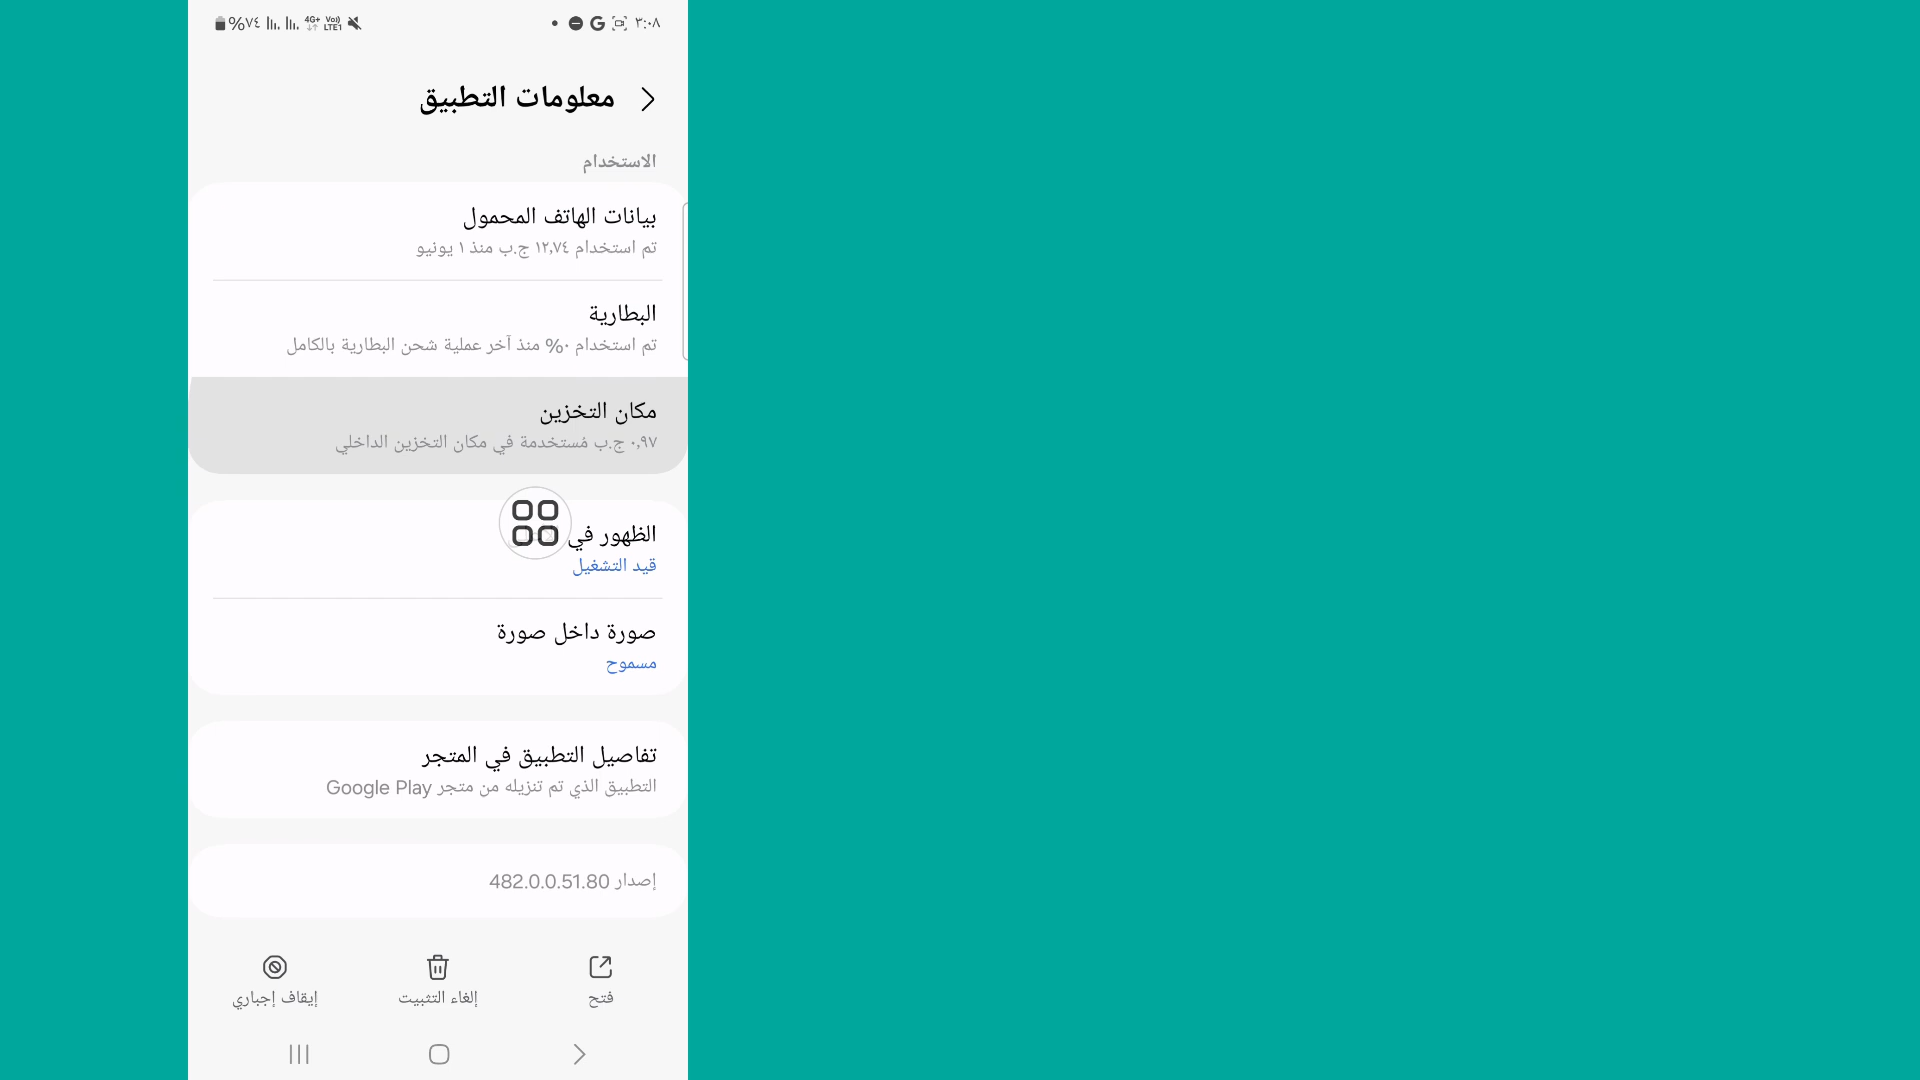 ٣:٠٨
%٧٤
4G+
Vo))
LTE1
معلومات التطبيق
الاستخدام
بيانات الهاتف المحمول
تم استخدام ١٢,٧٤ ج.ب منذ ١ يونيو
البطارية
تم استخدام ٠% منذ آخر عملية شحن البطارية بالكامل
مكان التخزين
٠,٩٧ ج.ب مُستخدمة في مكان التخزين الداخلي
الظهور في
قيد التشغيل
صورة داخل صورة
مسموح
تفاصيل التطبيق في المتجر
التطبيق الذي تم تنزيله من متجر Google Play
إصدار 482.0.0.51.80
فتح
إلغاء التثبيت
إيقاف إجباري